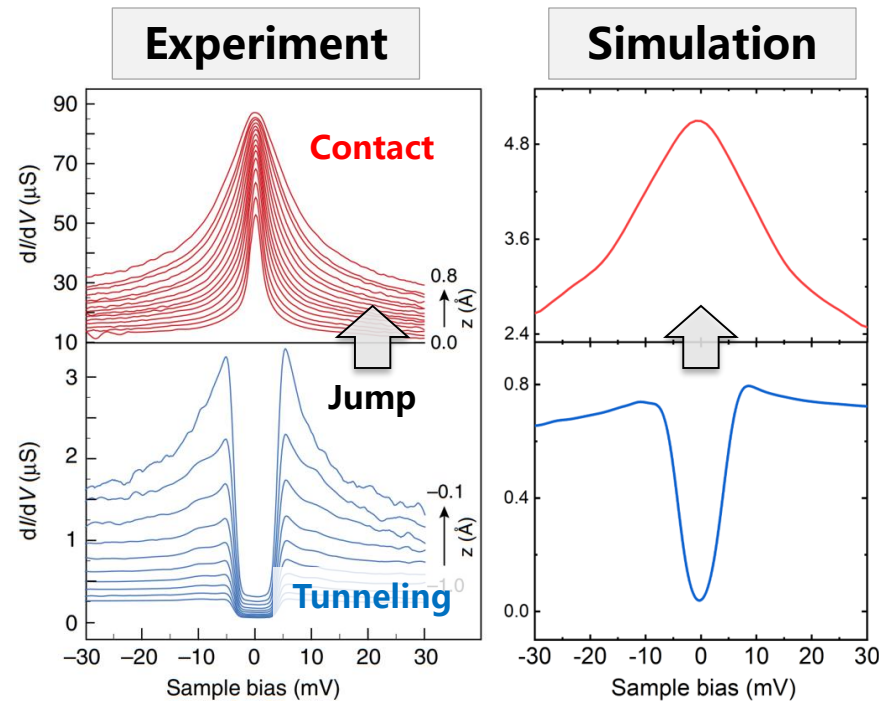 Experiment
Simulation
90
70
50
30
10
dI/dV (μS)
Contact
0.8
z (Å)
0.0
4.8
3.6
2.4
Jump
3
2
1
0
dI/dV (μS)
−0.1
z (Å)
−1.0
Tunneling
0.8
0.4
0.0
−30 −20 −10 0 10 20 30
Sample bias (mV)
-30 -20 -10 0 10 20 30
Sample bias (mV)